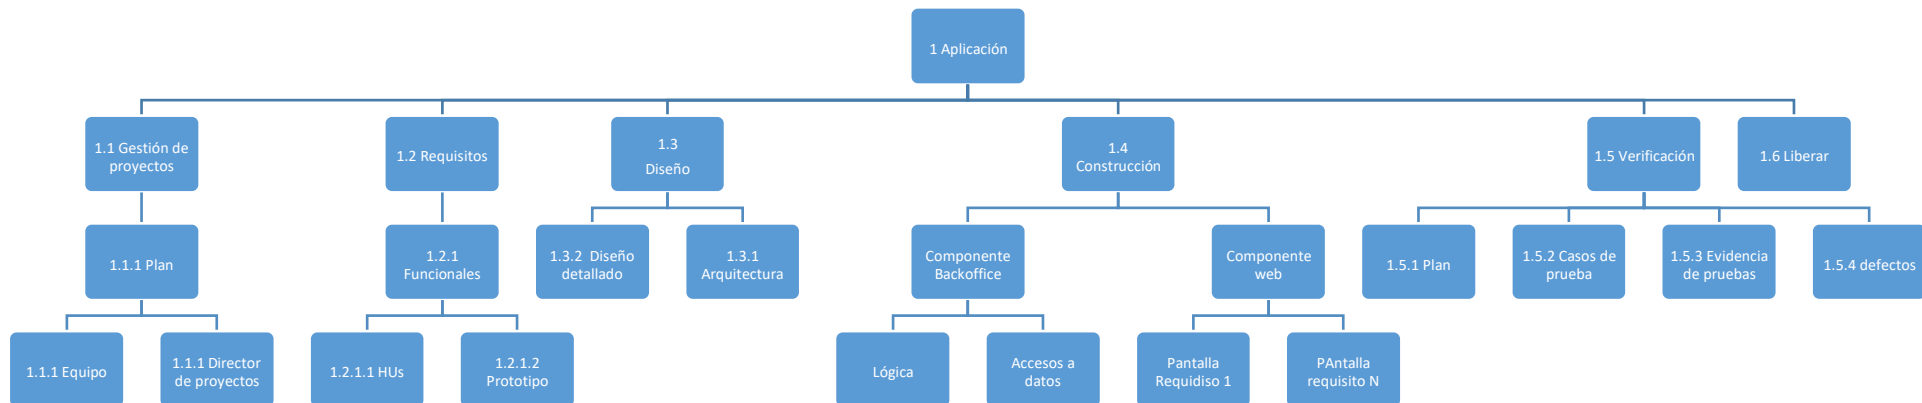 1 Aplicación
1.1 Gestión de
proyectos
1.2 Requisitos
1.3
Diseño
1.4
Construcción
1.5 Verificación
1.6 Liberar
1.1.1 Plan
1.2.1
Funcionales
1.3.2  Diseño
detallado
1.3.1
Arquitectura
Componente
Backoffice
Componente
web
1.5.1 Plan
1.5.2 Casos de
prueba
1.5.3 Evidencia
de pruebas
1.5.4 defectos
1.1.1 Equipo
1.1.1 Director
de proyectos
1.2.1.1 HUs
1.2.1.2
Prototipo
Lógica
Accesos a
datos
Pantalla
Requidiso 1
PAntalla
requisito N